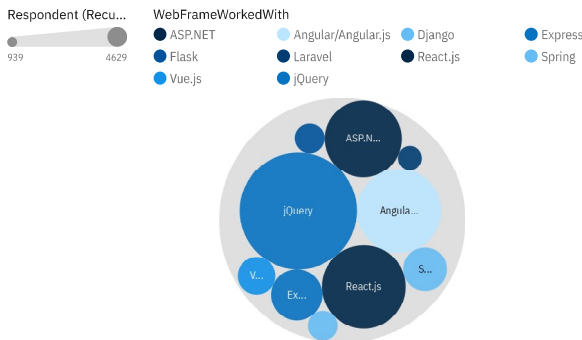 Respondent (Recu...
939 4629
WebFrameWorkedWith
ASP.NET Angular/Angular.js Django Express
Flask Laravel React.js Spring
Vue.js jQuery
ASP.N...
jQuery
Angula...
S...
V...
Ex...
React.js